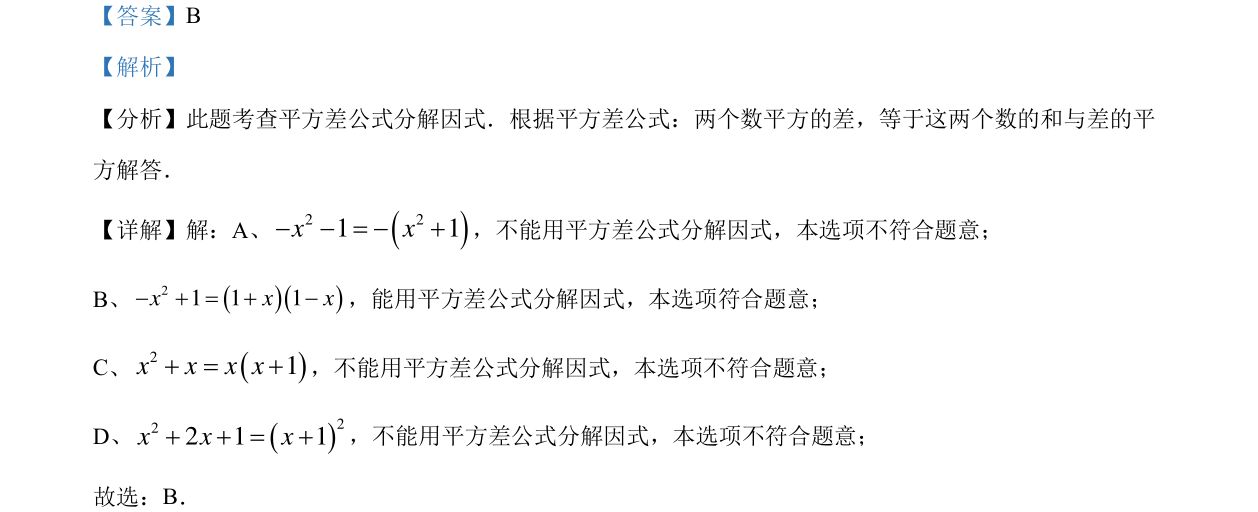 【答案】B
【解析】
【分析】此题考查平方差公式分解因式．根据平方差公式：两个数平方的差，等于这两个数的和与差的平
方解答．
【详解】解：A、$-x^2-1=-\left(x^2+1\right)$，不能用平方差公式分解因式，本选项不符合题意；
B、$-x^2+1=(1+x)(1-x)$，能用平方差公式分解因式，本选项符合题意；
C、$x^2+x=x(x+1)$，不能用平方差公式分解因式，本选项不符合题意；
D、$x^2+2x+1=(x+1)^2$，不能用平方差公式分解因式，本选项不符合题意；
故选：B．